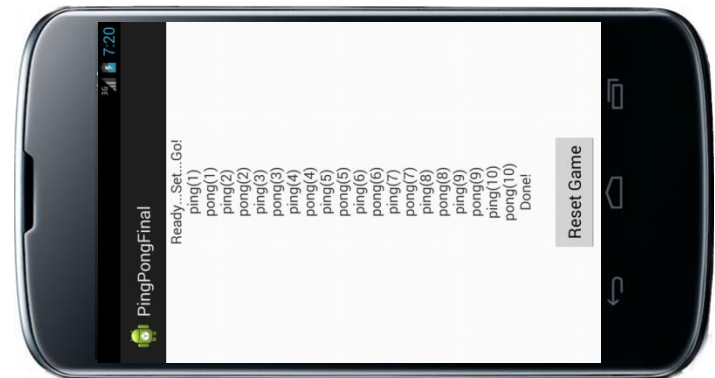 3G 7:20
PingPongFinal
Ready...Set...Go!
ping(1)
pong(1)
ping(2)
pong(2)
ping(3)
pong(3)
ping(4)
pong(4)
ping(5)
pong(5)
ping(6)
pong(6)
ping(7)
pong(7)
ping(8)
pong(8)
ping(9)
pong(9)
ping(10)
pong(10)
Done!
Reset Game